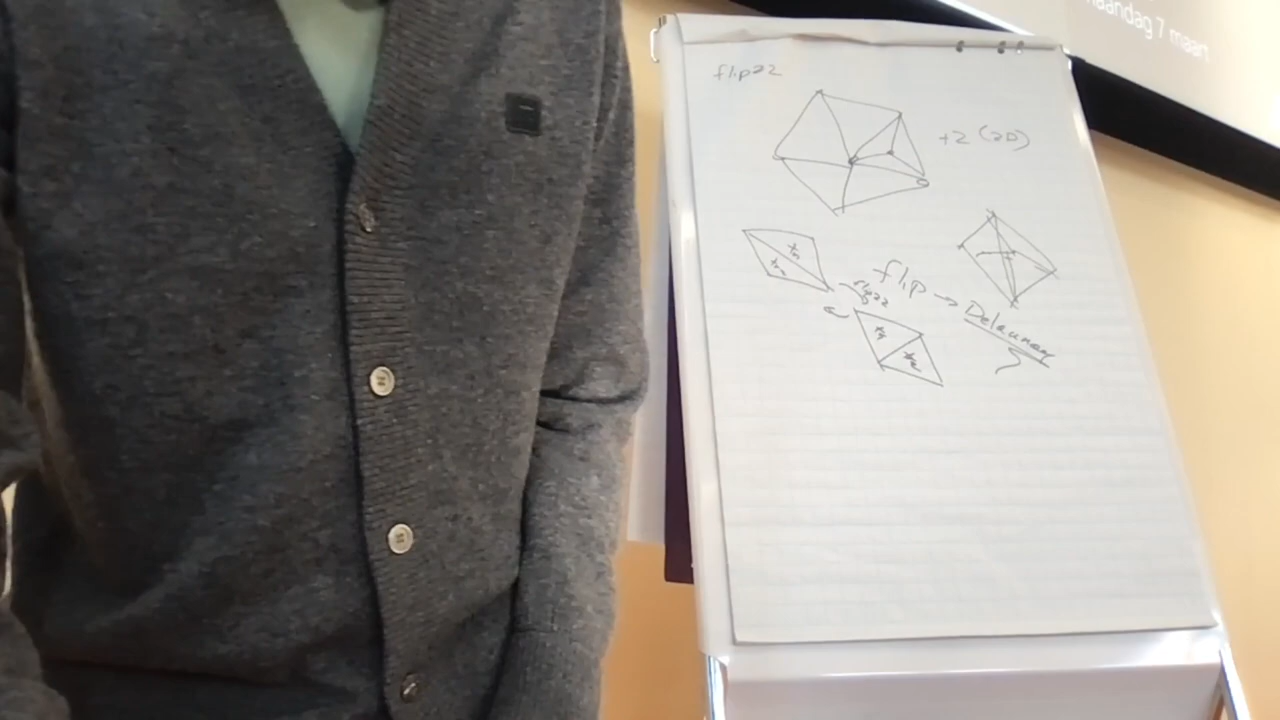 maandag 7 maart
flip22
+2 (2D)
flip → Delaunay
flip22